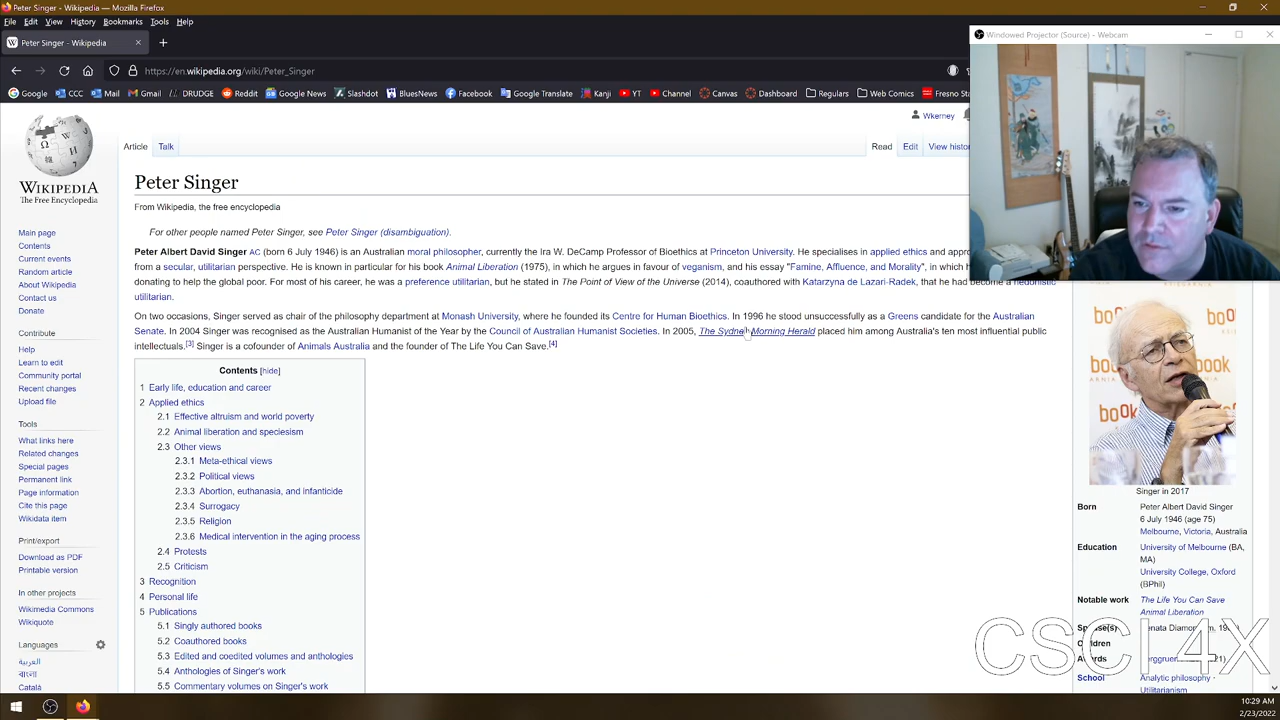 Peter Singer - Wikipedia — Mozilla Firefox
File Edit View History Bookmarks Tools Help
Peter Singer - Wikipedia
https://en.wikipedia.org/wiki/Peter_Singer
Google CCC Mail Gmail DRUDGE Reddit Google News Slashdot BluesNews Facebook Google Translate Kanji YT Channel Canvas Dashboard Regulars Web Comics Fresno Sta
Windowed Projector (Source) - Webcam
Wkerney
Article Talk Read Edit View histo
WIKIPEDIA
The Free Encyclopedia
Main page
Contents
Current events
Random article
About Wikipedia
Contact us
Donate
Contribute
Help
Learn to edit
Community portal
Recent changes
Upload file
Tools
What links here
Related changes
Special pages
Permanent link
Page information
Cite this page
Wikidata item
Print/export
Download as PDF
Printable version
In other projects
Wikimedia Commons
Wikiquote
Languages
العربية
বাংলা
Català
Peter Singer
From Wikipedia, the free encyclopedia
For other people named Peter Singer, see Peter Singer (disambiguation).
Peter Albert David Singer AC (born 6 July 1946) is an Australian moral philosopher, currently the Ira W. DeCamp Professor of Bioethics at Princeton University. He specialises in applied ethics and appro
from a secular, utilitarian perspective. He is known in particular for his book Animal Liberation (1975), in which he argues in favour of veganism, and his essay "Famine, Affluence, and Morality", in which h
donating to help the global poor. For most of his career, he was a preference utilitarian, but he stated in The Point of View of the Universe (2014), coauthored with Katarzyna de Lazari-Radek, that he had become a hedonistic
utilitarian.
On two occasions, Singer served as chair of the philosophy department at Monash University, where he founded its Centre for Human Bioethics. In 1996 he stood unsuccessfully as a Greens candidate for the Australian
Senate. In 2004 Singer was recognised as the Australian Humanist of the Year by the Council of Australian Humanist Societies. In 2005, The Sydney Morning Herald placed him among Australia's ten most influential public
intellectuals.[3] Singer is a cofounder of Animals Australia and the founder of The Life You Can Save.[4]
Contents [hide]
1 Early life, education and career
2 Applied ethics
2.1 Effective altruism and world poverty
2.2 Animal liberation and speciesism
2.3 Other views
2.3.1 Meta-ethical views
2.3.2 Political views
2.3.3 Abortion, euthanasia, and infanticide
2.3.4 Surrogacy
2.3.5 Religion
2.3.6 Medical intervention in the aging process
2.4 Protests
2.5 Criticism
3 Recognition
4 Personal life
5 Publications
5.1 Singly authored books
5.2 Coauthored books
5.3 Edited and coedited volumes and anthologies
5.4 Anthologies of Singer's work
5.5 Commentary volumes on Singer's work
Singer in 2017
Born Peter Albert David Singer
6 July 1946 (age 75)
Melbourne, Victoria, Australia
Education University of Melbourne (BA,
MA)
University College, Oxford
(BPhil)
Notable work The Life You Can Save
Animal Liberation
Spouse(s)
Children
Awards
School Analytic philosophy ·
Utilitarianism
CSCI 4X
10:29 AM
2/23/2022